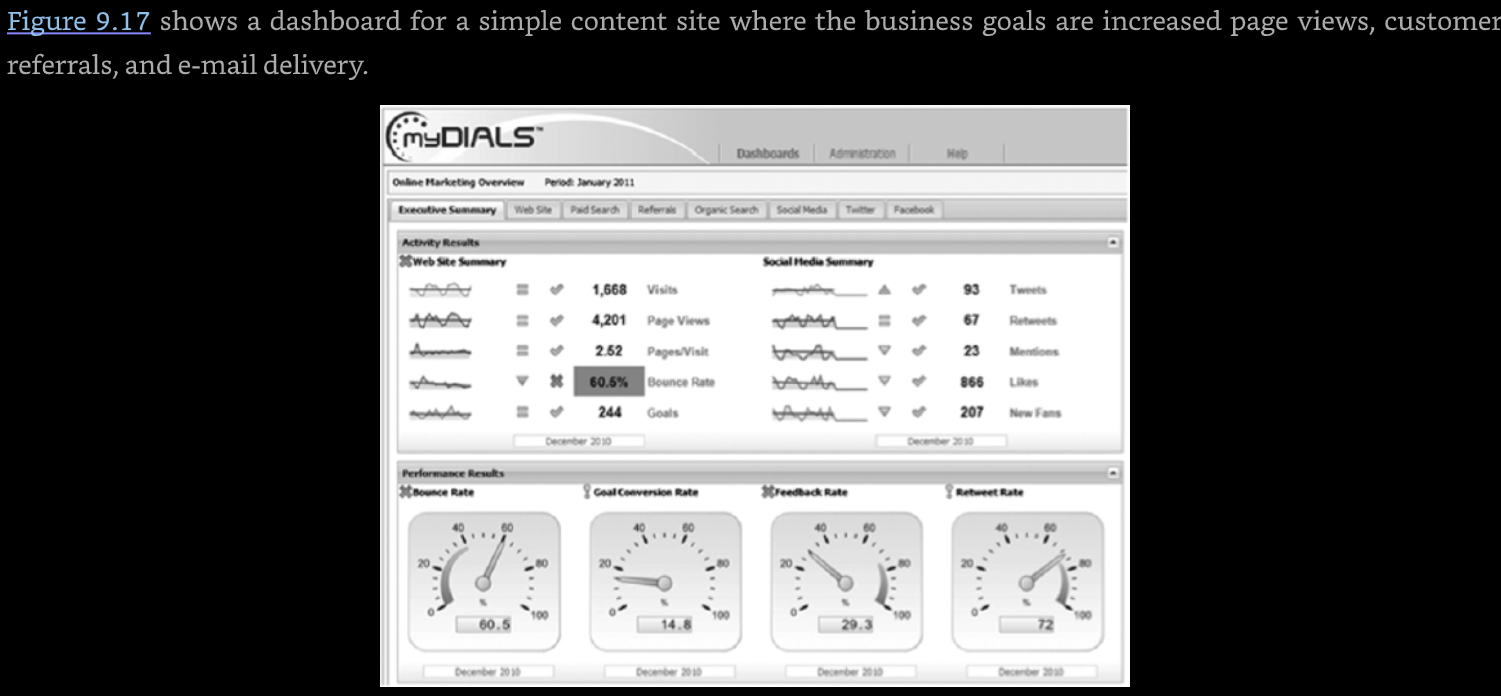 Figure 9.17 shows a dashboard for a simple content site where the business goals are increased page views, customer
referrals, and e-mail delivery.
myDIALS™
Dashboards Administration Help
Online Marketing Overview Period: January 2011
Executive Summary Web Site Paid Search Referrals Organic Search Social Media Twitter Facebook
Activity Results
Web Site Summary Social Media Summary
1,668 Visits 93 Tweets
4,201 Page Views 67 Retweets
2.52 Pages/Visit 23 Mentions
60.5% Bounce Rate 866 Likes
244 Goals 207 New Fans
December 2010 December 2010
Performance Results
Bounce Rate Goal Conversion Rate Feedback Rate Retweet Rate
40 60 40 60 40 60 40 60
20 80 20 80 20 80 20 80
% % % %
0 100 0 100 0 100 0 100
60.5 14.8 29.3 72
December 2010 December 2010 December 2010 December 2010